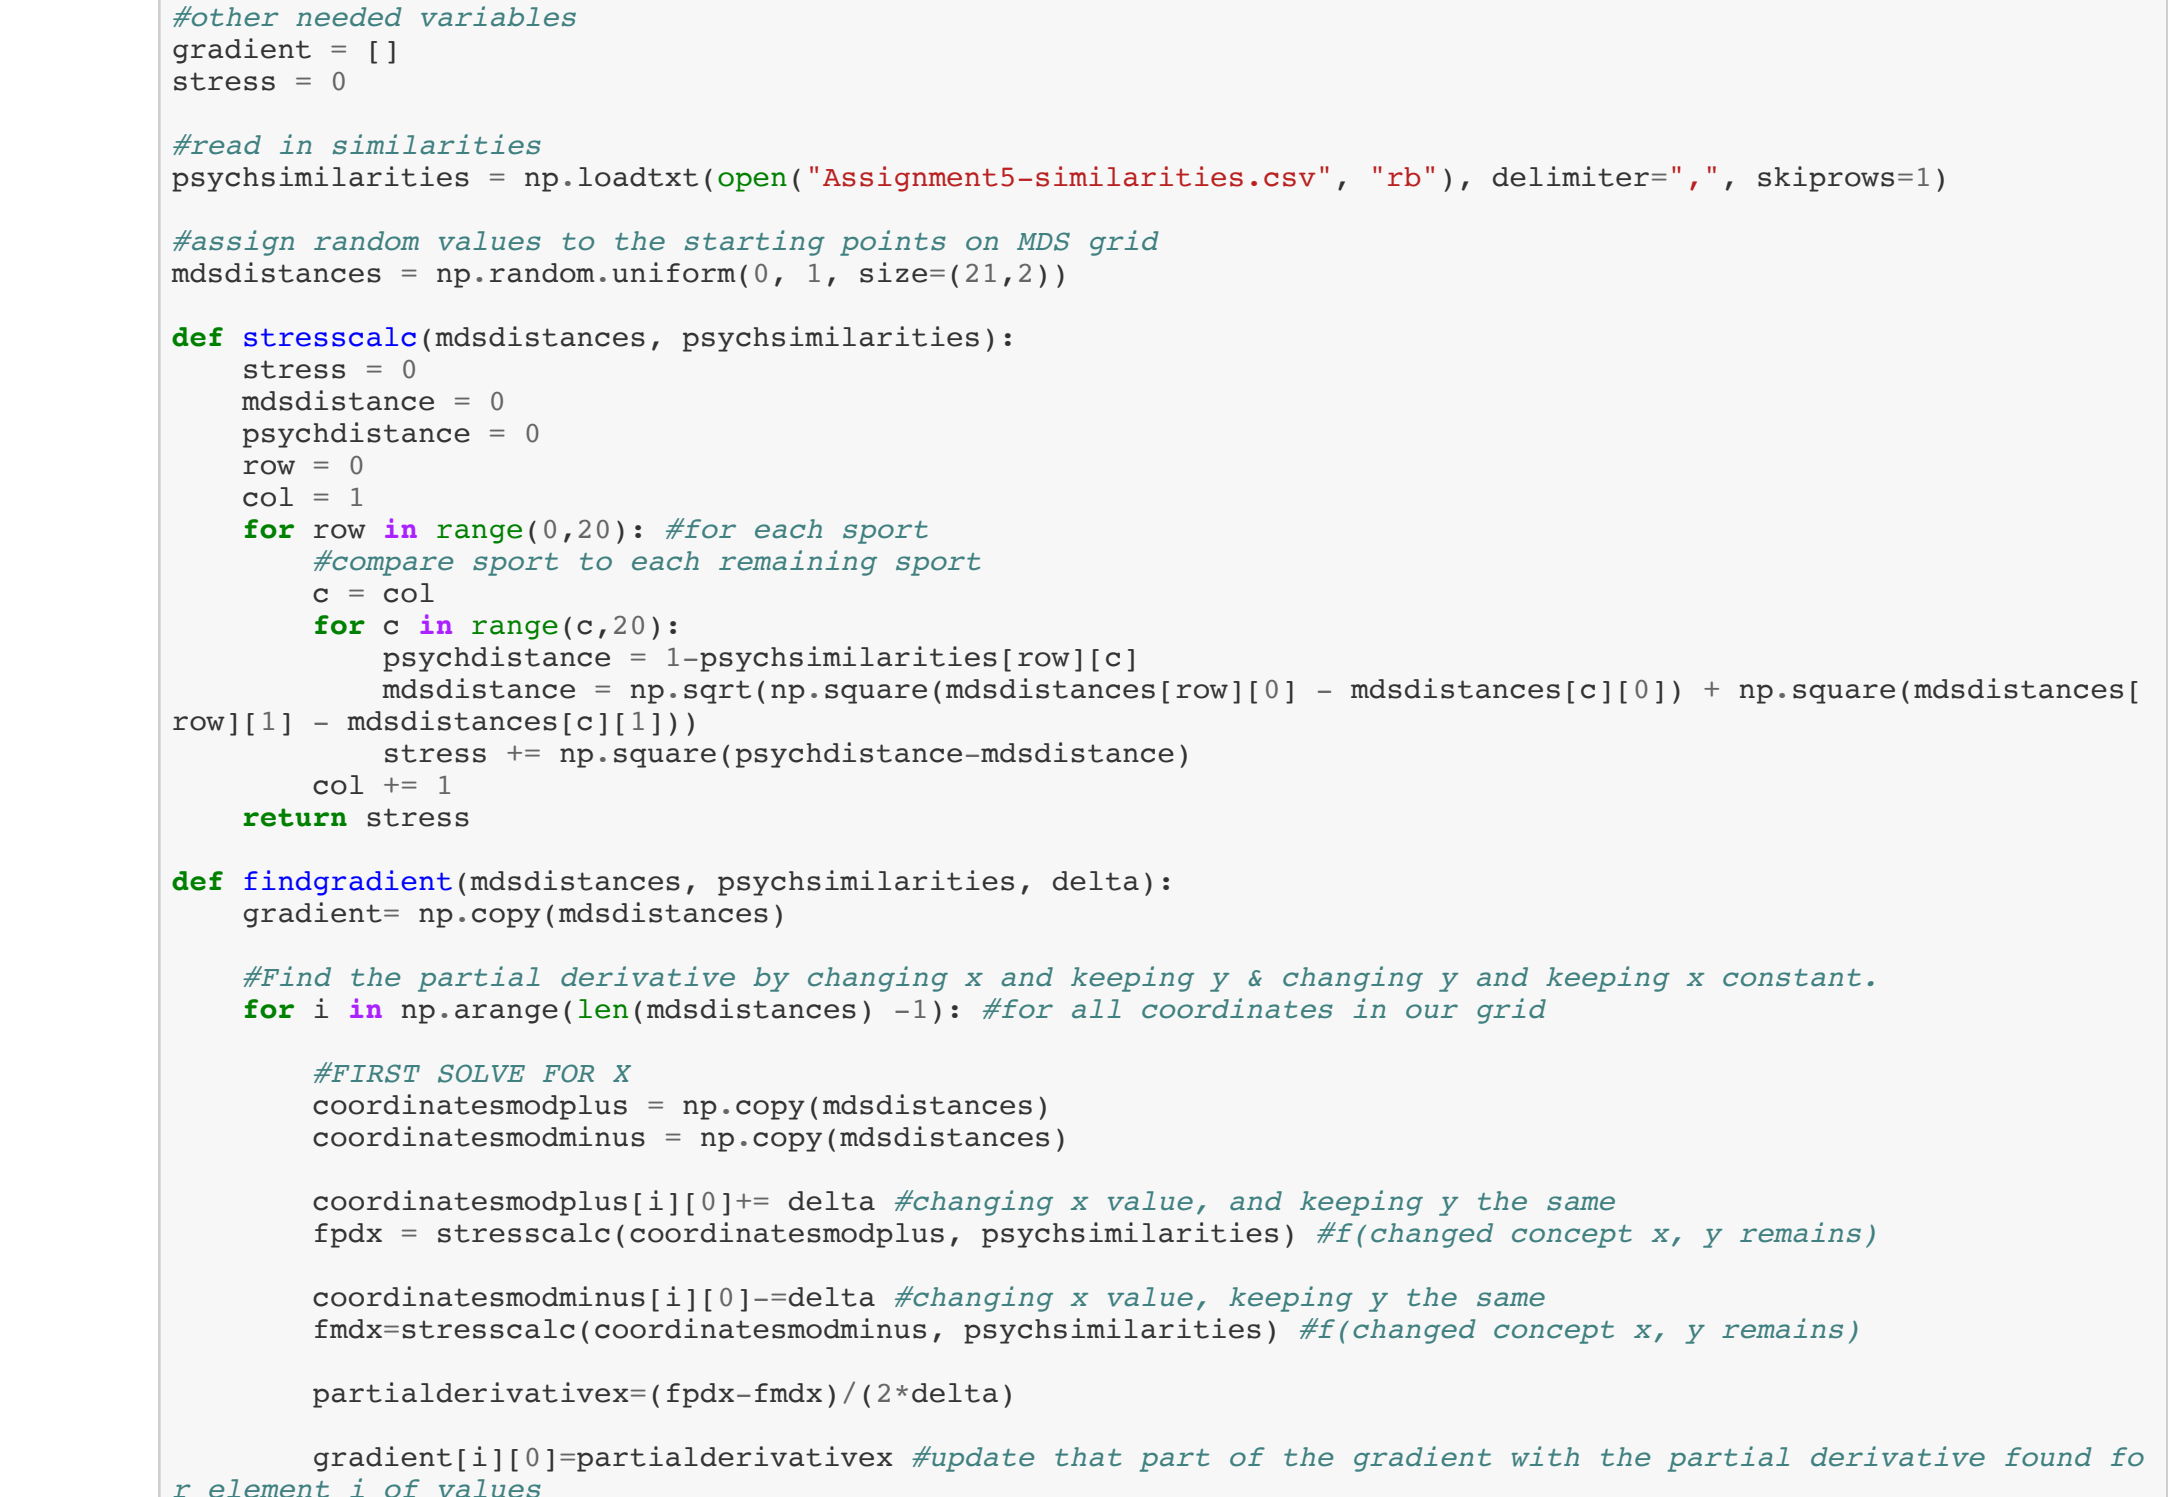 #other needed variables
gradient = []
stress = 0
#read in similarities
psychsimilarities = np.loadtxt(open("Assignment5-similarities.csv", "rb"), delimiter=",", skiprows=1)
#assign random values to the starting points on MDS grid
mdsdistances = np.random.uniform(0, 1, size=(21,2))
def stresscalc(mdsdistances, psychsimilarities):
    stress = 0
    mdsdistance = 0
    psychdistance = 0
    row = 0
    col = 1
    for row in range(0,20): #for each sport
        #compare sport to each remaining sport
        c = col
        for c in range(c,20):
            psychdistance = 1-psychsimilarities[row][c]
            mdsdistance = np.sqrt(np.square(mdsdistances[row][0] - mdsdistances[c][0]) + np.square(mdsdistances[
row][1] - mdsdistances[c][1]))
            stress += np.square(psychdistance-mdsdistance)
        col += 1
    return stress
def findgradient(mdsdistances, psychsimilarities, delta):
    gradient= np.copy(mdsdistances)
    #Find the partial derivative by changing x and keeping y & changing y and keeping x constant.
    for i in np.arange(len(mdsdistances) -1): #for all coordinates in our grid
        #FIRST SOLVE FOR X
        coordinatesmodplus = np.copy(mdsdistances)
        coordinatesmodminus = np.copy(mdsdistances)
        coordinatesmodplus[i][0]+= delta #changing x value, and keeping y the same
        fpdx = stresscalc(coordinatesmodplus, psychsimilarities) #f(changed concept x, y remains)
        coordinatesmodminus[i][0]-=delta #changing x value, keeping y the same
        fmdx=stresscalc(coordinatesmodminus, psychsimilarities) #f(changed concept x, y remains)
        partialderivativex=(fpdx-fmdx)/(2*delta)
        gradient[i][0]=partialderivativex #update that part of the gradient with the partial derivative found fo
r element i of values